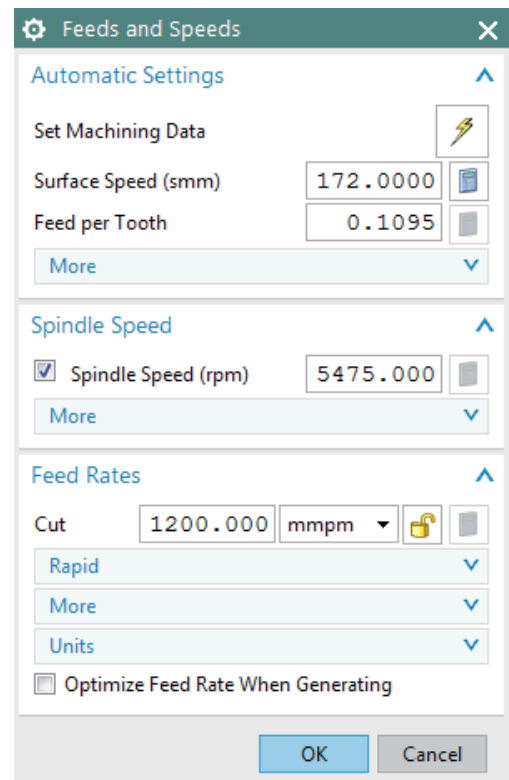 Feeds and Speeds
Automatic Settings
Set Machining Data
Surface Speed (smm) 172.0000
Feed per Tooth 0.1095
More
Spindle Speed
Spindle Speed (rpm) 5475.000
More
Feed Rates
Cut 1200.000 mmpm
Rapid
More
Units
Optimize Feed Rate When Generating
OK Cancel